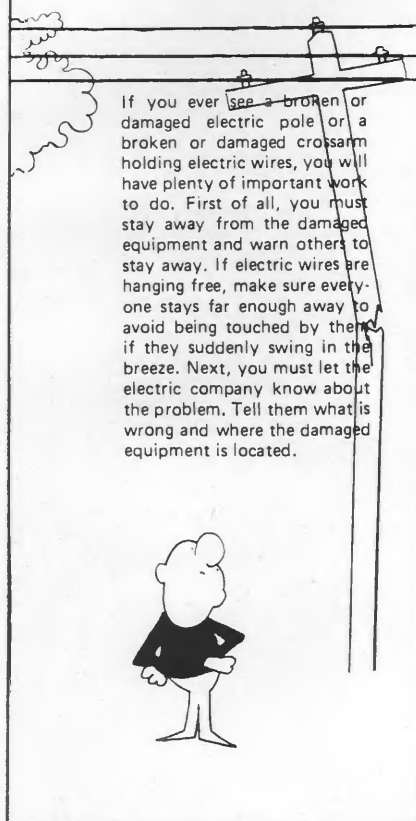 If you ever see a broken or
damaged electric pole or a
broken or damaged crossarm
holding electric wires, you will
have plenty of important work
to do. First of all, you must
stay away from the damaged
equipment and warn others to
stay away. If electric wires are
hanging free, make sure every-
one stays far enough away to
avoid being touched by them
if they suddenly swing in the
breeze. Next, you must let the
electric company know about
the problem. Tell them what is
wrong and where the damaged
equipment is located.